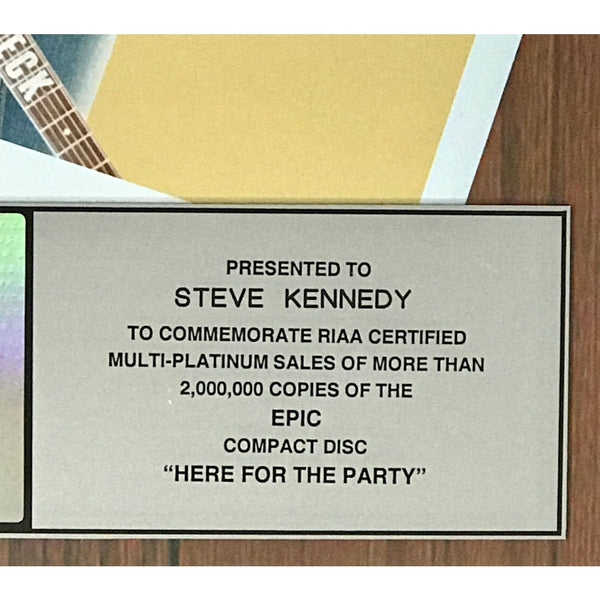 ECK
PRESENTED TO
STEVE KENNEDY
TO COMMEMORATE RIAA CERTIFIED
MULTI-PLATINUM SALES OF MORE THAN
2,000,000 COPIES OF THE
EPIC
COMPACT DISC
“HERE FOR THE PARTY”